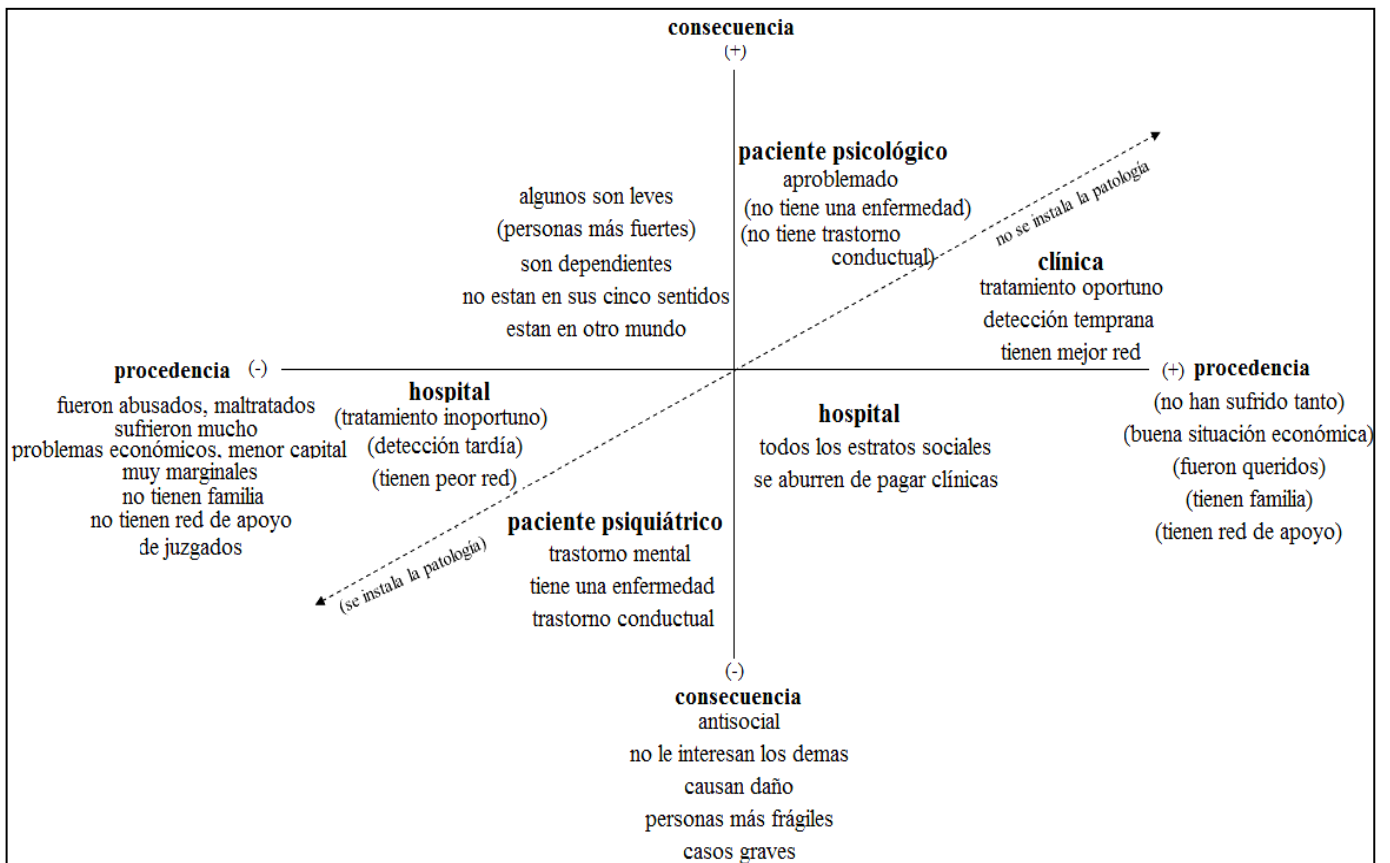 consecuencia
(+)
paciente psicológico
aproblemado
(no tiene una enfermedad)
(no tiene trastorno
conductual)
algunos son leves
(personas más fuertes)
son dependientes
no estan en sus cinco sentidos
estan en otro mundo
no se instala la patología
clínica
tratamiento oportuno
detección temprana
tienen mejor red
procedencia (-)
fueron abusados, maltratados
sufrieron mucho
problemas económicos, menor capital
muy marginales
no tienen familia
no tienen red de apoyo
de juzgados
hospital
(tratamiento inoportuno)
(detección tardía)
(tienen peor red)
hospital
todos los estratos sociales
se aburren de pagar clínicas
(+) procedencia
(no han sufrido tanto)
(buena situación económica)
(fueron queridos)
(tienen familia)
(tienen red de apoyo)
(se instala la patología)
paciente psiquiátrico
trastorno mental
tiene una enfermedad
trastorno conductual
(-)
consecuencia
antisocial
no le interesan los demas
causan daño
personas más frágiles
casos graves